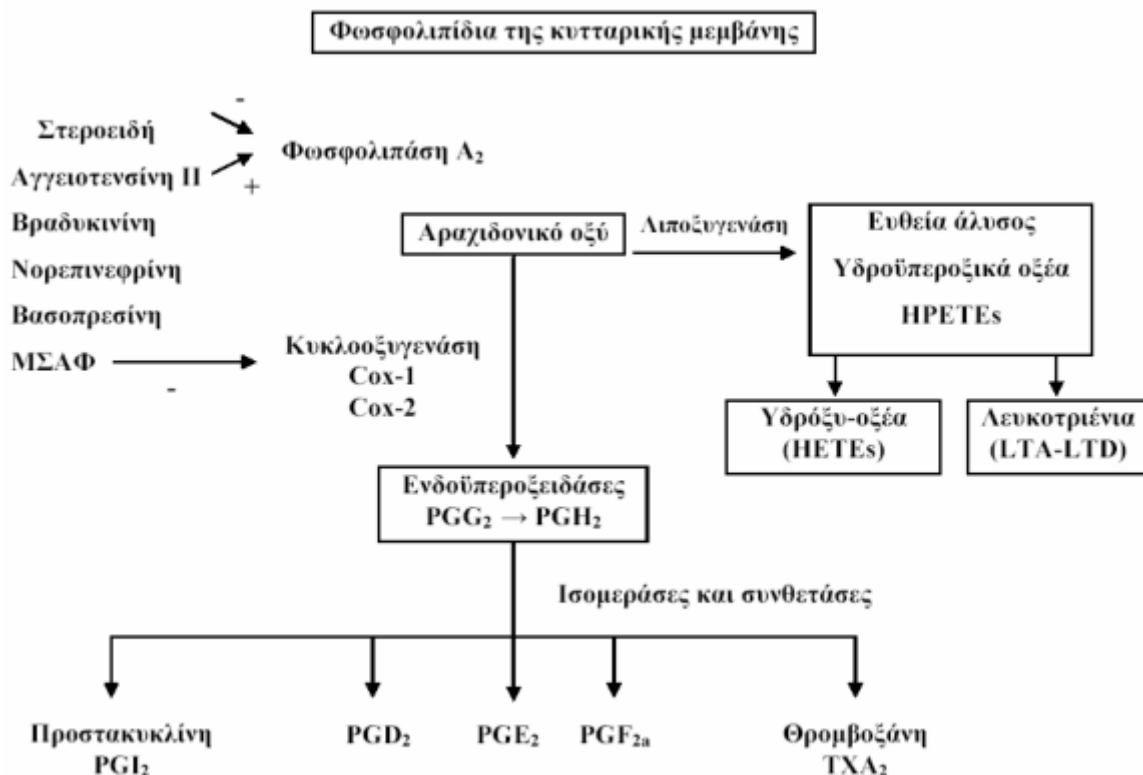 Φωσφολιπίδια της κυτταρικής μεμβάνης
-
Στεροειδή
Φωσφολιπάση A₂
Αγγειοτενσίνη II
+
Βραδυκινίνη
Αραχιδονικό οξύ
Λιποξυγενάση
Ευθεία άλυσος
Υδροϋπεροξικά οξέα
HPETEs
Νορεπινεφρίνη
Βασοπρεσίνη
ΜΣΑΦ
-
Κυκλοοξυγενάση
Cox-1
Cox-2
Υδρόξυ-οξέα
(HETEs)
Λευκοτριένια
(LTA-LTD)
Ενδοϋπεροξειδάσες
PGG₂ → PGH₂
Ισομεράσες και συνθετάσες
Προστακυκλίνη
PGI₂
PGD₂
PGE₂
PGF₂ₐ
Θρομβοξάνη
TXA₂